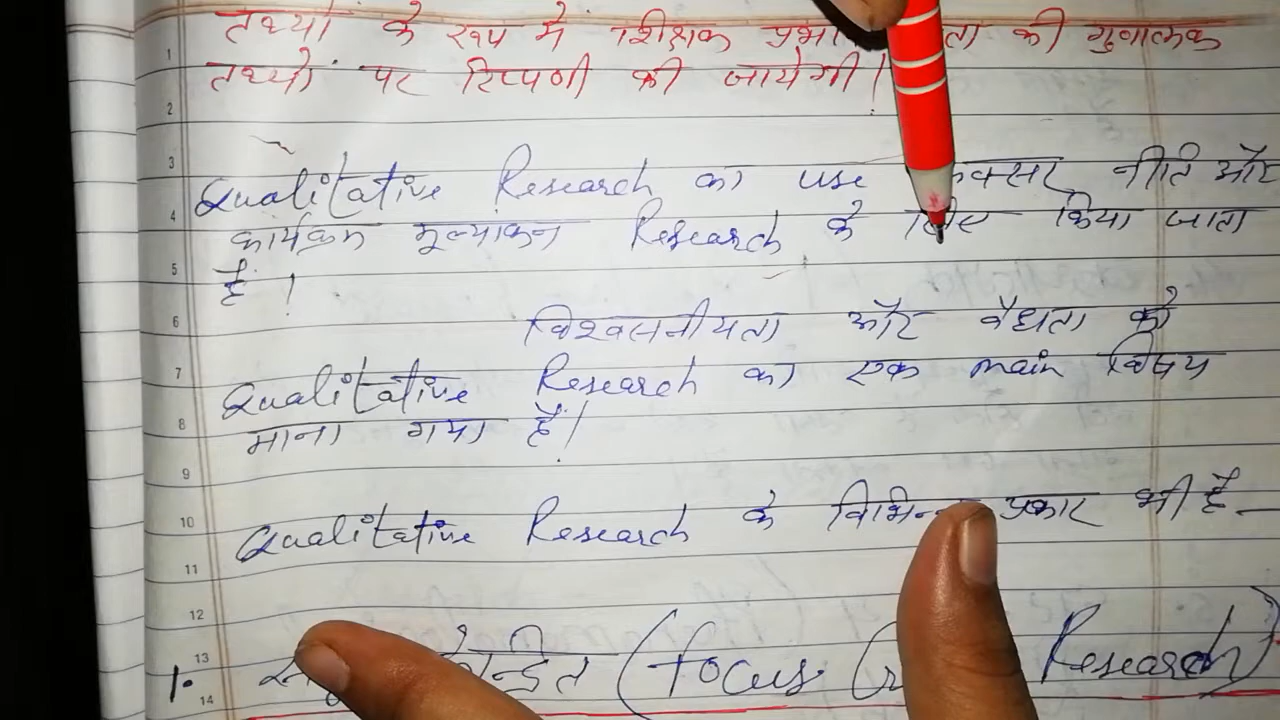 तथ्यों के रूप में शिक्षक की गुणात्मक
तथ्यों पर टिप्पणी की जायेगी।
Qualitative Research का use नीति और
कार्यक्रम मूल्यांकन Research के लिए किया जाता
है।
विश्वसनीयता और वैधता को
Qualitative Research का एक main विषय
माना गया है।
Qualitative Research के विभिन्न प्रकार भी है –
1. (focus Research)